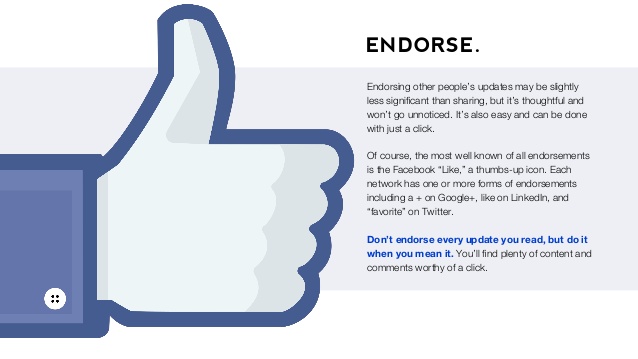 ENDORSE.
Endorsing other people's updates may be slightly
less significant than sharing, but it's thoughtful and
won't go unnoticed. It's also easy and can be done
with just a click.
Of course, the most well known of all endorsements
is the Facebook “Like,” a thumbs-up icon. Each
network has one or more forms of endorsements
including a + on Google+, like on LinkedIn, and
“favorite” on Twitter.
Don't endorse every update you read, but do it
when you mean it. You'll find plenty of content and
comments worthy of a click.